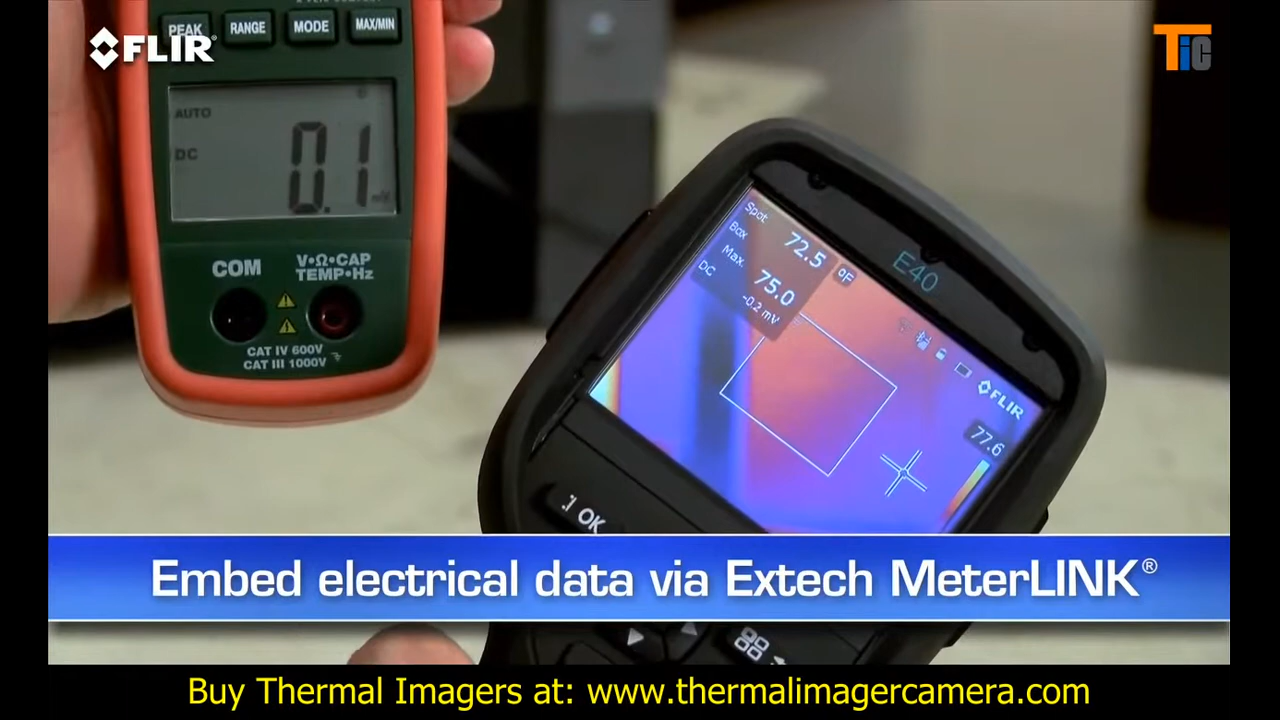 PEAK RANGE MODE MAX/MIN
FLIR
TiC
AUTO
DC
0.1
mV
COM
V•Ω•CAP
TEMP•Hz
CAT IV 600V
CAT III 1000V
E40
Spot 72.5 °F
Box
Max. 75.0
DC -0.2 mV
FLIR
77.6
OK
Embed electrical data via Extech MeterLINK®
Buy Thermal Imagers at: www.thermalimagercamera.com